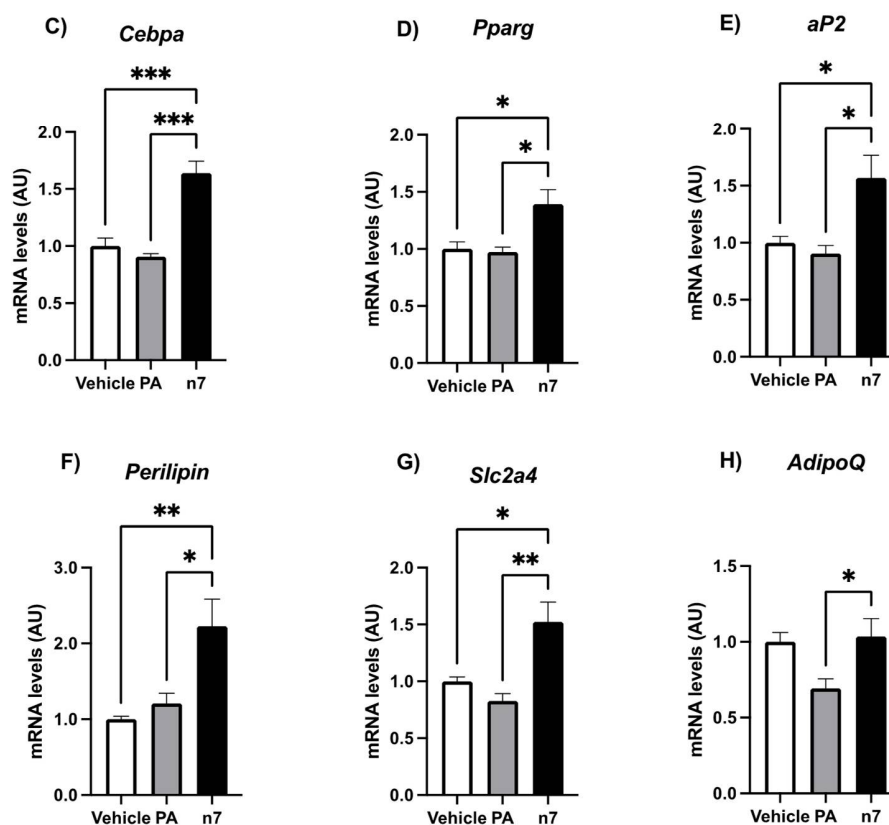 C) Cebpa
***
***
mRNA levels (AU)
2.0
1.5
1.0
0.5
0.0
Vehicle PA n7
D) Pparg
*
*
mRNA levels (AU)
2.0
1.5
1.0
0.5
0.0
Vehicle PA n7
E) aP2
*
*
mRNA levels (AU)
2.0
1.5
1.0
0.5
0.0
Vehicle PA n7
F) Perilipin
**
*
mRNA levels (AU)
3.0
2.0
1.0
0.0
Vehicle PA n7
G) Slc2a4
*
**
mRNA levels (AU)
2.0
1.5
1.0
0.5
0.0
Vehicle PA n7
H) AdipoQ
*
mRNA levels (AU)
1.5
1.0
0.5
0.0
Vehicle PA n7